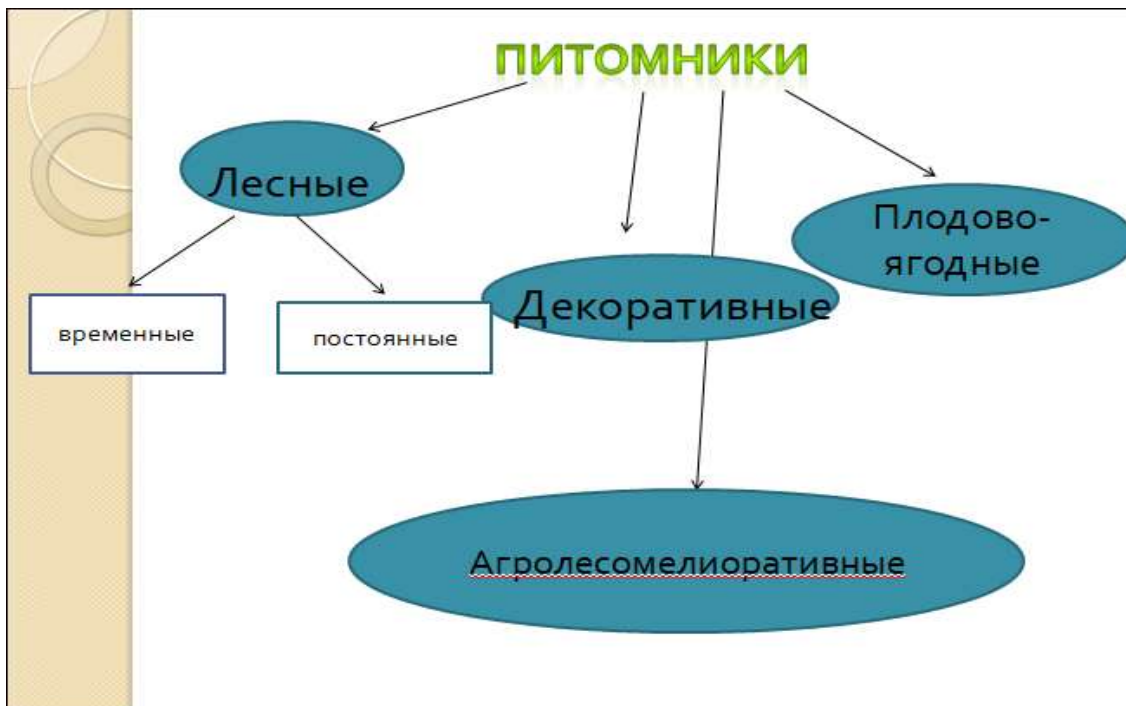 ПИТОМНИКИ
Лесные
Плодово-
ягодные
Декоративные
временные
постоянные
Агролесомелиоративные